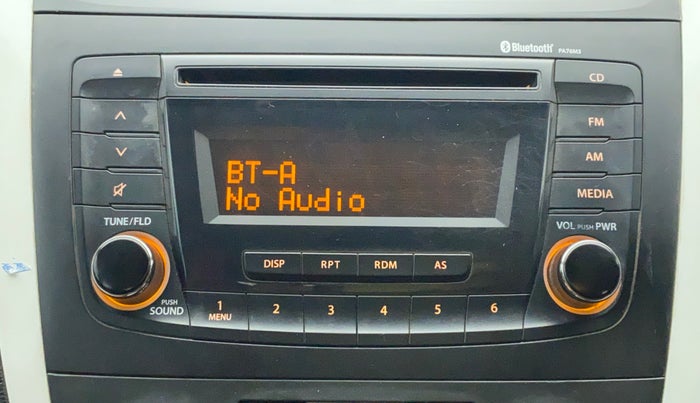 Bluetooth PA76M3
CD
FM
AM
MEDIA
BT-A
No Audio
TUNE/FLD
VOL PUSH PWR
DISP RPT RDM AS
PUSH
SOUND
1 2 3 4 5 6
MENU